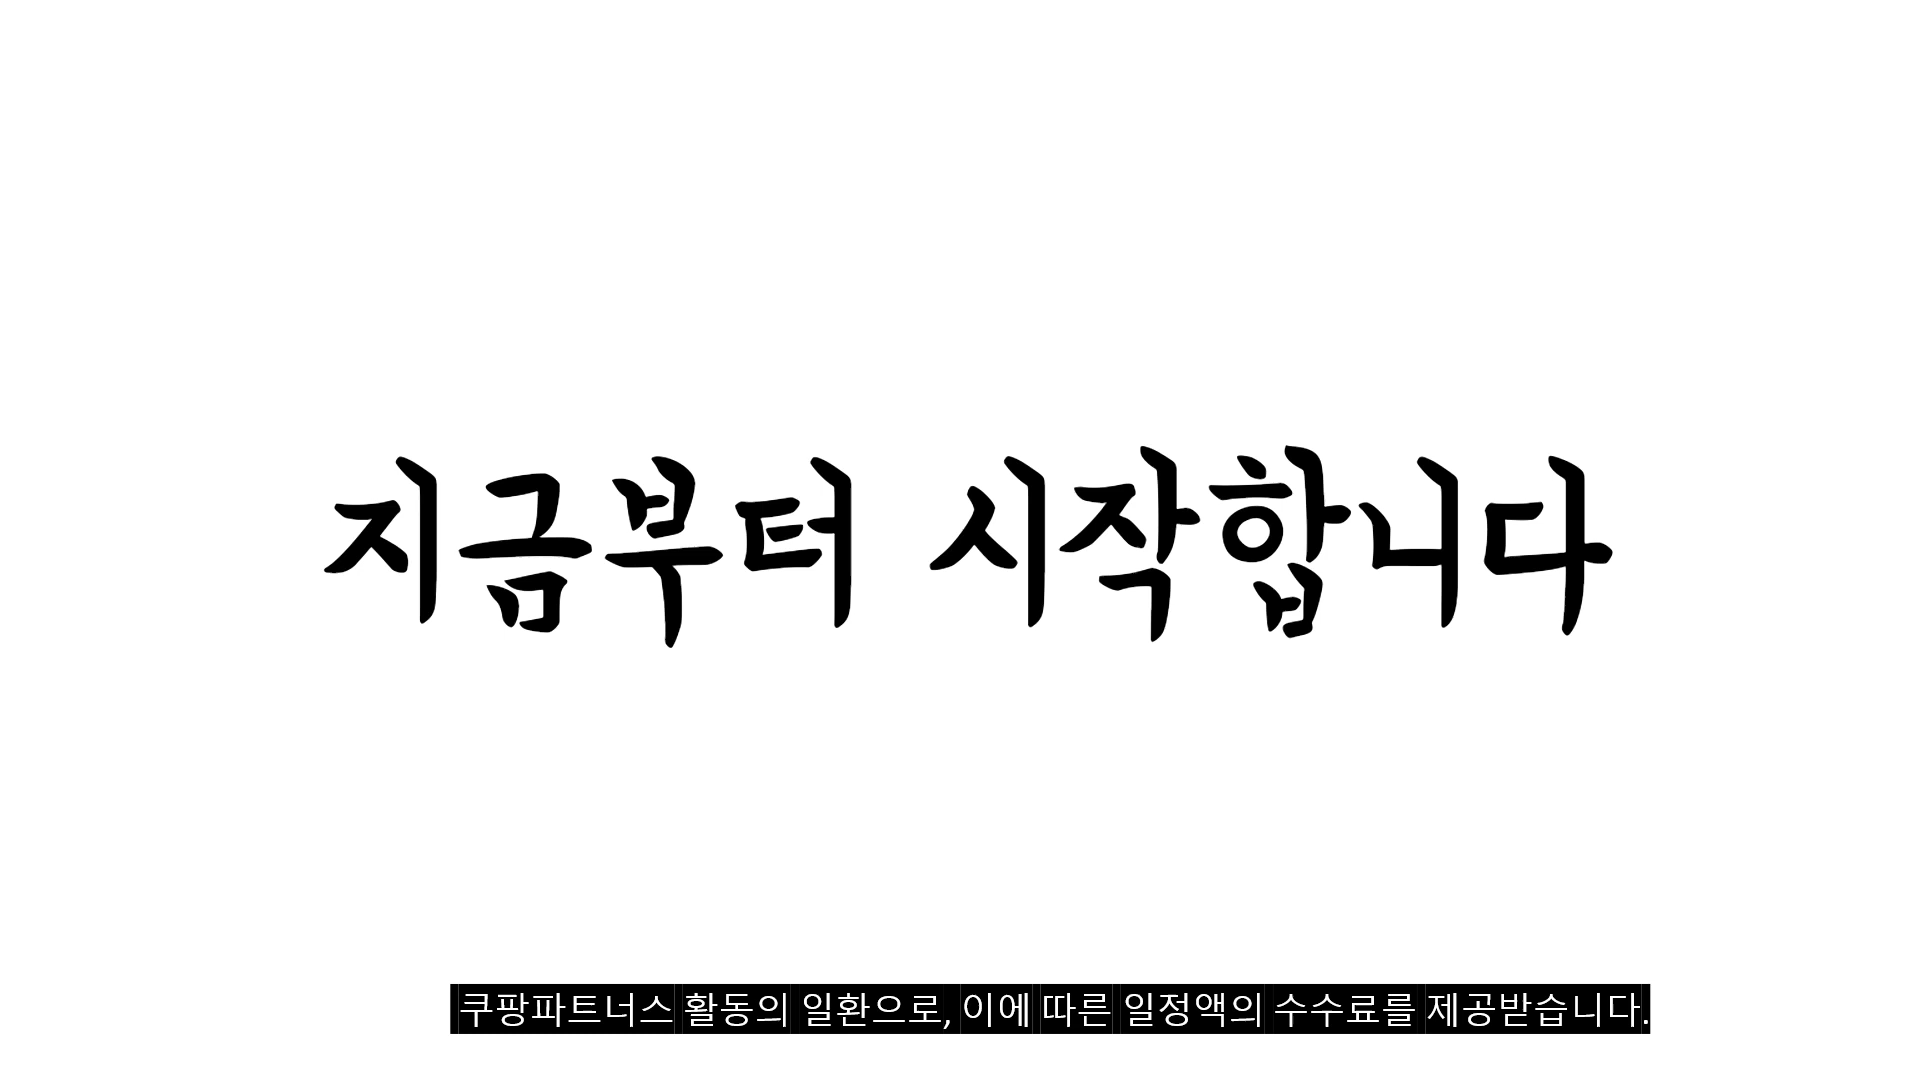 지금부터 시작합니다
쿠팡파트너스 활동의 일환으로, 이에 따른 일정액의 수수료를 제공받습니다.